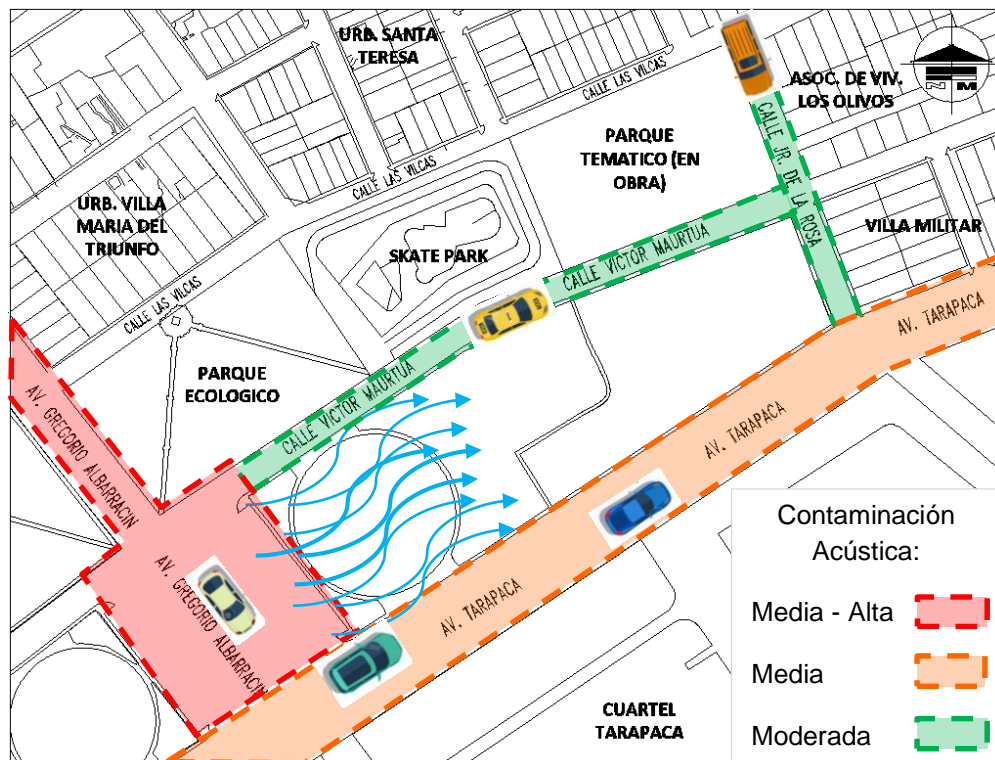 URB. SANTA
TERESA
CALLE LAS VILCAS
ASOC. DE VIV.
LOS OLIVOS
N M
PARQUE
TEMATICO (EN
OBRA)
CALLE JR. DE LA ROSA
CALLE LAS VILCAS
URB. VILLA
MARIA DEL
TRIUNFO
SKATE PARK
CALLE VICTOR MAURTUA
VILLA MILITAR
CALLE LAS VILCAS
AV. TARAPACA
PARQUE
ECOLOGICO
CALLE VICTOR MAURTUA
AV. GREGORIO ALBARRACIN
AV. TARAPACA
AV. GREGORIO ALBARRACIN
GREGORIO ALBARRACIN
AV. TARAPACA
CUARTEL
TARAPACA
Contaminación
Acústica:
Media - Alta
Media
Moderada